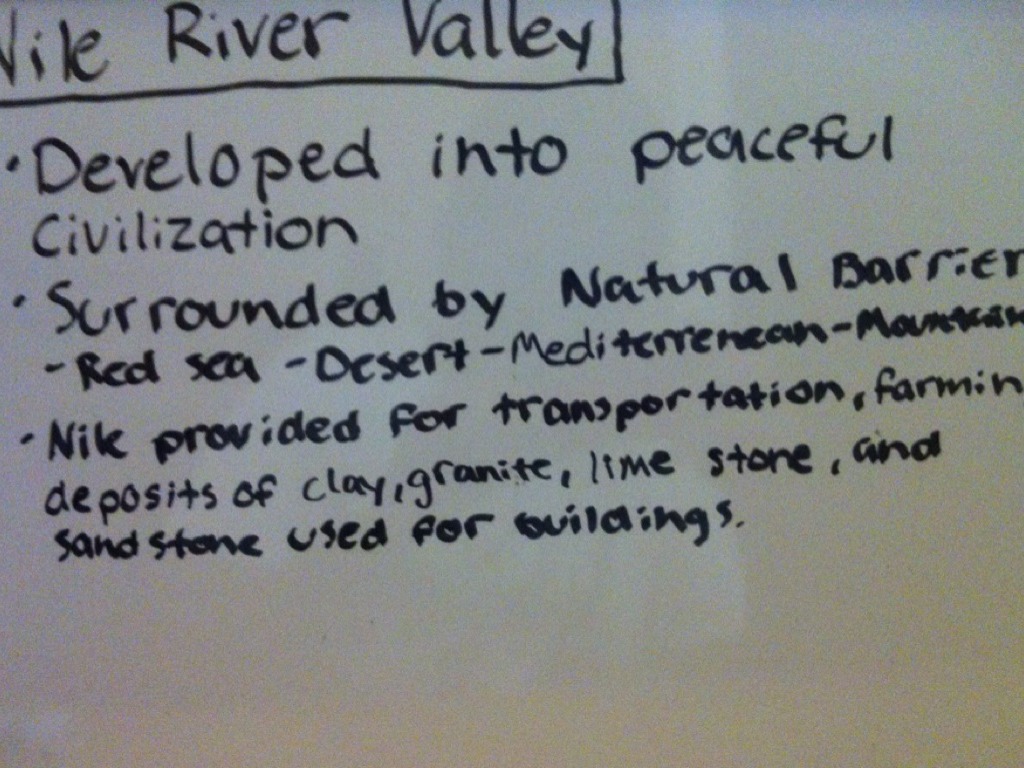 Nile River Valley
• Developed into peaceful
Civilization
• Surrounded by Natural Barrier
- Red sea - Desert - Mediterrenean - Mountain
• Nile provided for transportation, farmin
deposits of clay, granite, lime stone, and
sandstone used for buildings.